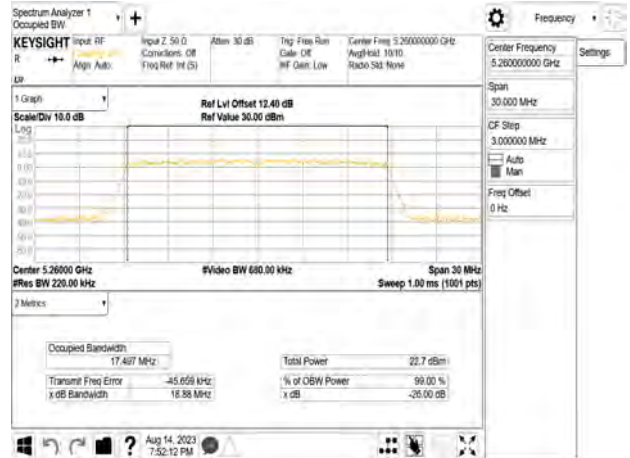 Spectrum Analyzer 1
Occupied BW
Frequency
KEYSIGHT
R
Input: RF
Align: Auto
Input Z: 50 Ω
Corrections: Off
Freq Ref: Int (S)
Atten: 30 dB
Trig: Free Run
Gate: Off
#IF Gain: Low
Center Freq: 5.260000000 GHz
Avg|Hold: 10/10
Radio Std: None
Center Frequency
5.260000000 GHz
Settings
Span
30.000 MHz
CF Step
3.000000 MHz
Auto
Man
Freq Offset
0 Hz
1 Graph
Scale/Div 10.0 dB
Ref Lvl Offset 12.40 dB
Ref Value 30.00 dBm
Log
Center 5.26000 GHz
#Res BW 220.00 kHz
#Video BW 680.00 kHz
Span 30 MHz
Sweep 1.00 ms (1001 pts)
2 Metrics
Occupied Bandwidth
17.497 MHz
Total Power
22.7 dBm
Transmit Freq Error
-45.659 kHz
% of OBW Power
99.00 %
x dB Bandwidth
18.88 MHz
x dB
-26.00 dB
?
Aug 14, 2023
7:52:12 PM